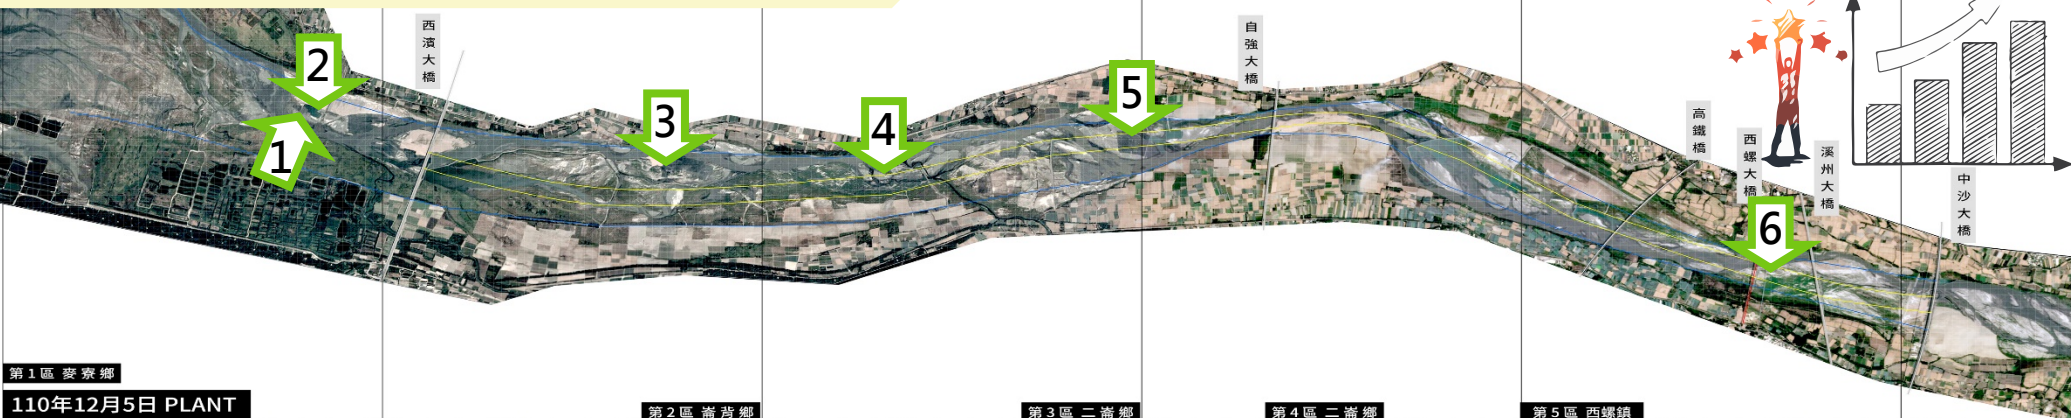 西濱大橋
自強大橋
高鐵橋
西螺大橋
溪州大橋
中沙大橋
2
1
3
4
5
6
第1區 麥寮鄉
110年12月5日 PLANT
第2區 崙背鄉
第3區 二崙鄉
第4區 二崙鄉
第5區 西螺鎮